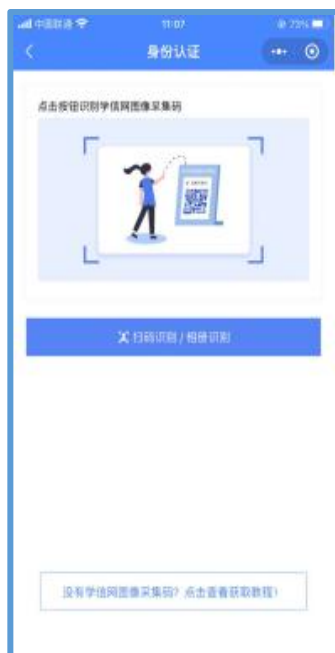 中国联通 11:07 23%
身份认证
点击按钮识别学信网图像采集码
扫码识别 / 相册识别
没有学信网图像采集码？点击查看获取教程！